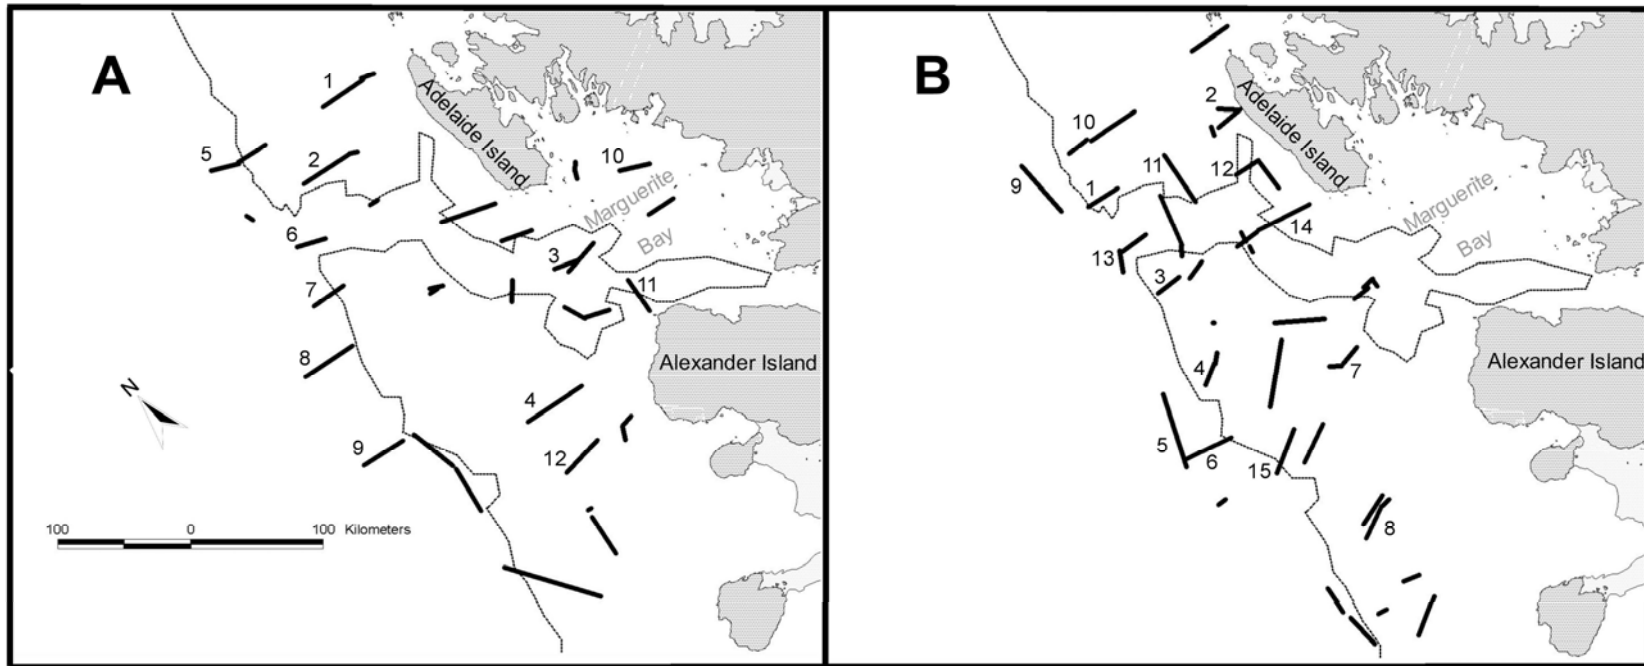 A
1
Adelaide Island
5
2
10
Marguerite
Bay
6
3
7
11
8
Alexander Island
4
9
12
N
100 0 100 Kilometers
B
2
Adelaide Island
10
11
12
9
1
Marguerite
14
Bay
13
3
4
7
Alexander Island
5
6
15
8